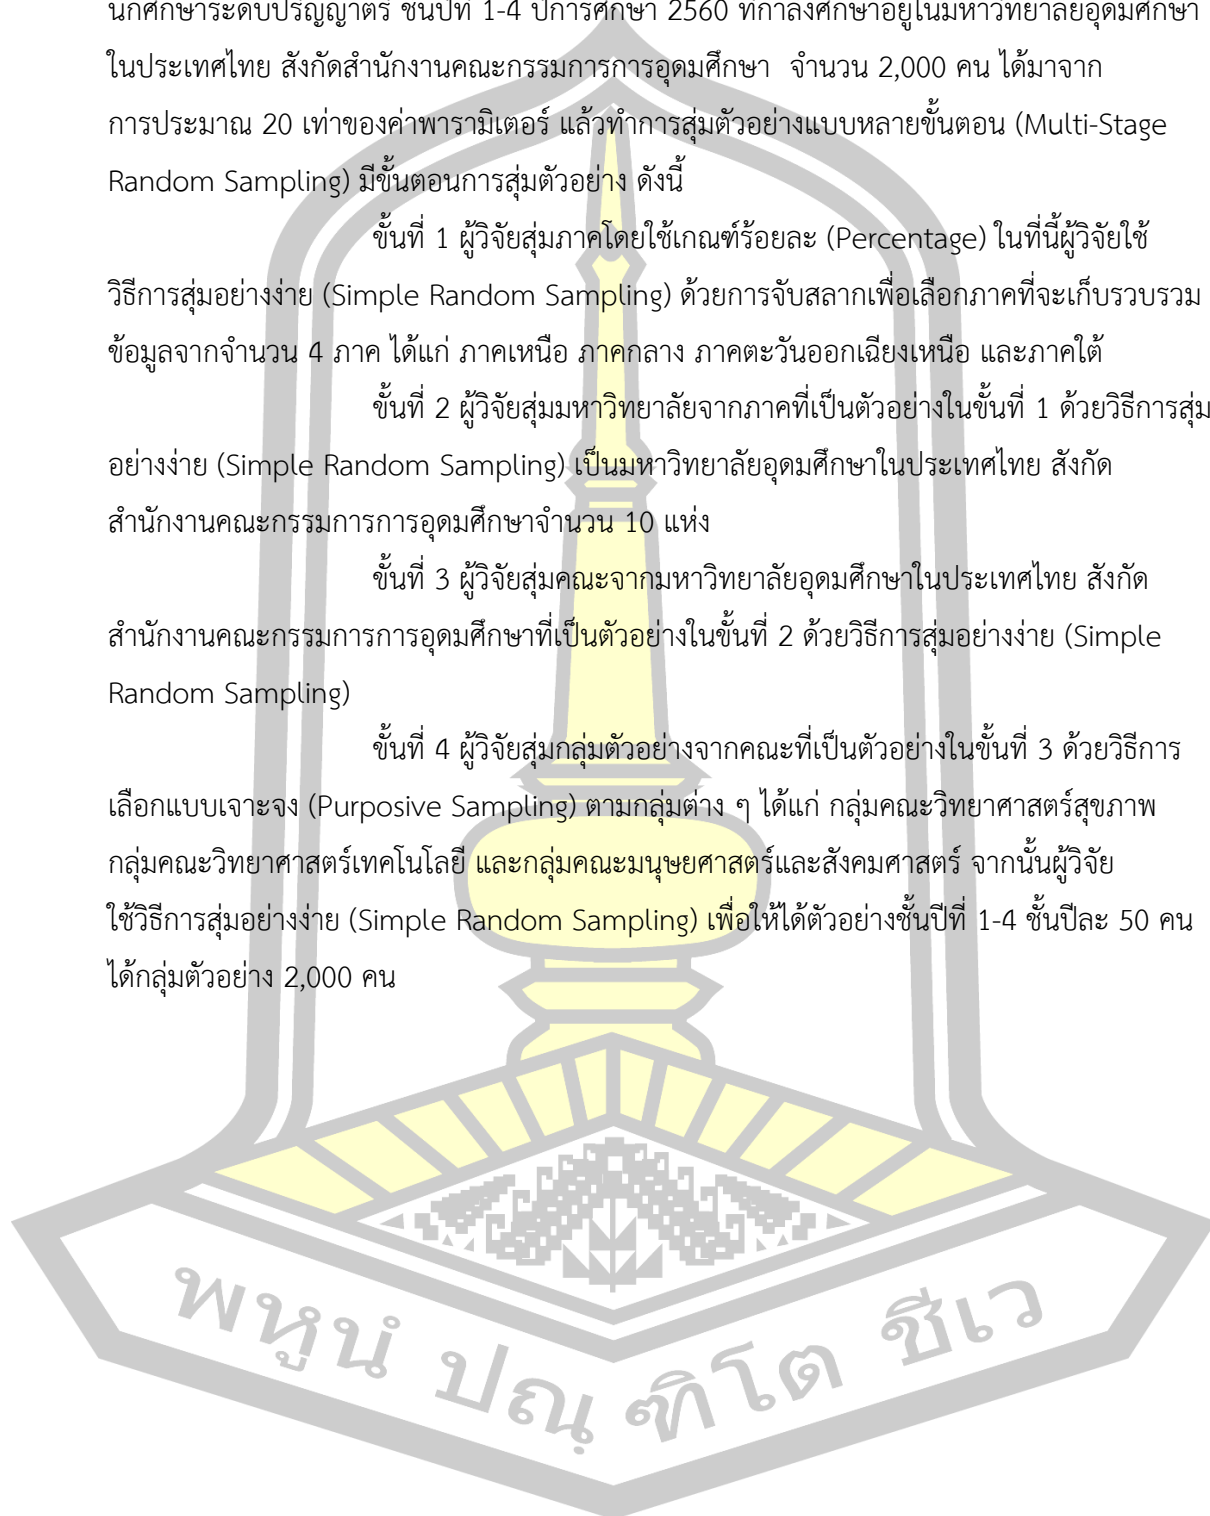 นักศึกษาระดับปริญญาตรี ชั้นปีที่ 1-4 ปีการศึกษา 2560 ที่กำลังศึกษาอยู่ในมหาวิทยาลัยอุดมศึกษา
ในประเทศไทย สังกัดสำนักงานคณะกรรมการการอุดมศึกษา จำนวน 2,000 คน ได้มาจาก
การประมาณ 20 เท่าของค่าพารามิเตอร์ แล้วทำการสุ่มตัวอย่างแบบหลายขั้นตอน (Multi-Stage
Random Sampling) มีขั้นตอนการสุ่มตัวอย่าง ดังนี้
ขั้นที่ 1 ผู้วิจัยสุ่มภาคโดยใช้เกณฑ์ร้อยละ (Percentage) ในที่นี้ผู้วิจัยใช้
วิธีการสุ่มอย่างง่าย (Simple Random Sampling) ด้วยการจับสลากเพื่อเลือกภาคที่จะเก็บรวบรวม
ข้อมูลจากจำนวน 4 ภาค ได้แก่ ภาคเหนือ ภาคกลาง ภาคตะวันออกเฉียงเหนือ และภาคใต้
ขั้นที่ 2 ผู้วิจัยสุ่มมหาวิทยาลัยจากภาคที่เป็นตัวอย่างในขั้นที่ 1 ด้วยวิธีการสุ่ม
อย่างง่าย (Simple Random Sampling) เป็นมหาวิทยาลัยอุดมศึกษาในประเทศไทย สังกัด
สำนักงานคณะกรรมการการอุดมศึกษาจำนวน 10 แห่ง
ขั้นที่ 3 ผู้วิจัยสุ่มคณะจากมหาวิทยาลัยอุดมศึกษาในประเทศไทย สังกัด
สำนักงานคณะกรรมการการอุดมศึกษาที่เป็นตัวอย่างในขั้นที่ 2 ด้วยวิธีการสุ่มอย่างง่าย (Simple
Random Sampling)
ขั้นที่ 4 ผู้วิจัยสุ่มกลุ่มตัวอย่างจากคณะที่เป็นตัวอย่างในขั้นที่ 3 ด้วยวิธีการ
เลือกแบบเจาะจง (Purposive Sampling) ตามกลุ่มต่าง ๆ ได้แก่ กลุ่มคณะวิทยาศาสตร์สุขภาพ
กลุ่มคณะวิทยาศาสตร์เทคโนโลยี และกลุ่มคณะมนุษยศาสตร์และสังคมศาสตร์ จากนั้นผู้วิจัย
ใช้วิธีการสุ่มอย่างง่าย (Simple Random Sampling) เพื่อให้ได้ตัวอย่างชั้นปีที่ 1-4 ชั้นปีละ 50 คน
ได้กลุ่มตัวอย่าง 2,000 คน
พหูนํ ปณฺฑิโต ชีเว